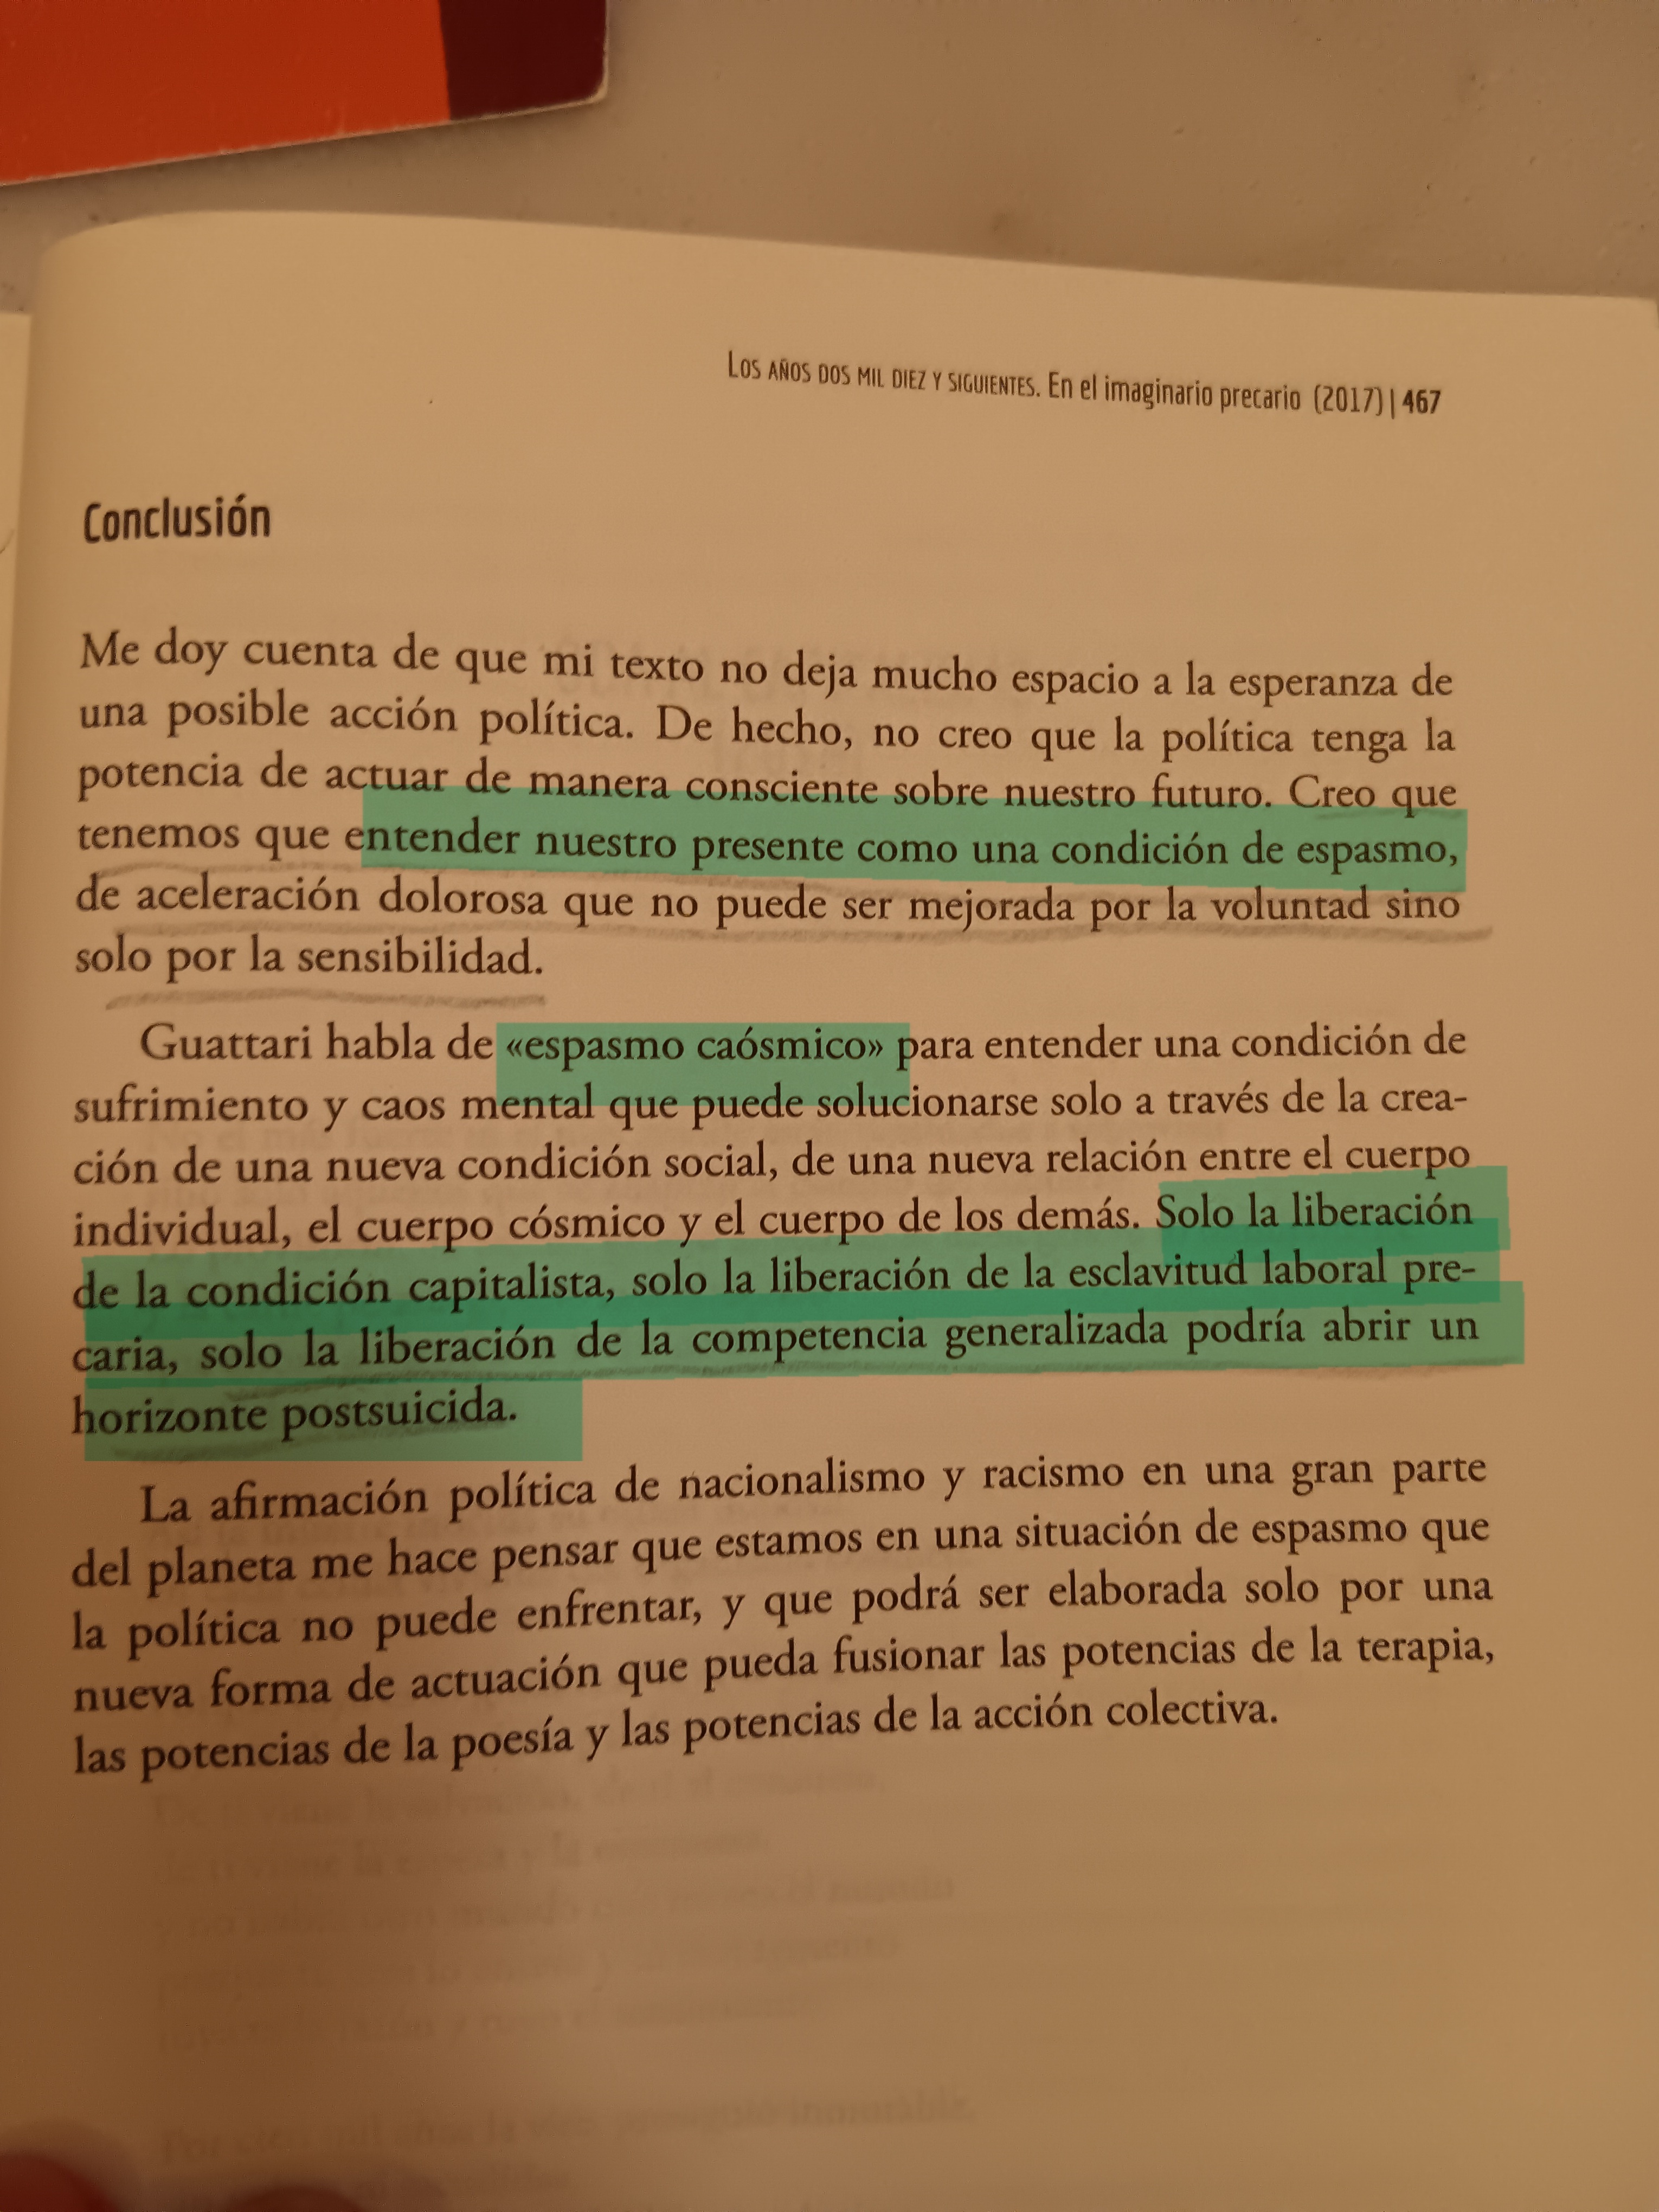 Los años dos mil diez y siguientes. En el imaginario precario (2017) | 467
Conclusión
Me doy cuenta de que mi texto no deja mucho espacio a la esperanza de
una posible acción política. De hecho, no creo que la política tenga la
potencia de actuar de manera consciente sobre nuestro futuro. Creo que
tenemos que entender nuestro presente como una condición de espasmo,
de aceleración dolorosa que no puede ser mejorada por la voluntad sino
solo por la sensibilidad.
Guattari habla de «espasmo caósmico» para entender una condición de
sufrimiento y caos mental que puede solucionarse solo a través de la crea-
ción de una nueva condición social, de una nueva relación entre el cuerpo
individual, el cuerpo cósmico y el cuerpo de los demás. Solo la liberación
de la condición capitalista, solo la liberación de la esclavitud laboral pre-
caria, solo la liberación de la competencia generalizada podría abrir un
horizonte postsuicida.
La afirmación política de nacionalismo y racismo en una gran parte
del planeta me hace pensar que estamos en una situación de espasmo que
la política no puede enfrentar, y que podrá ser elaborada solo por una
nueva forma de actuación que pueda fusionar las potencias de la terapia,
las potencias de la poesía y las potencias de la acción colectiva.